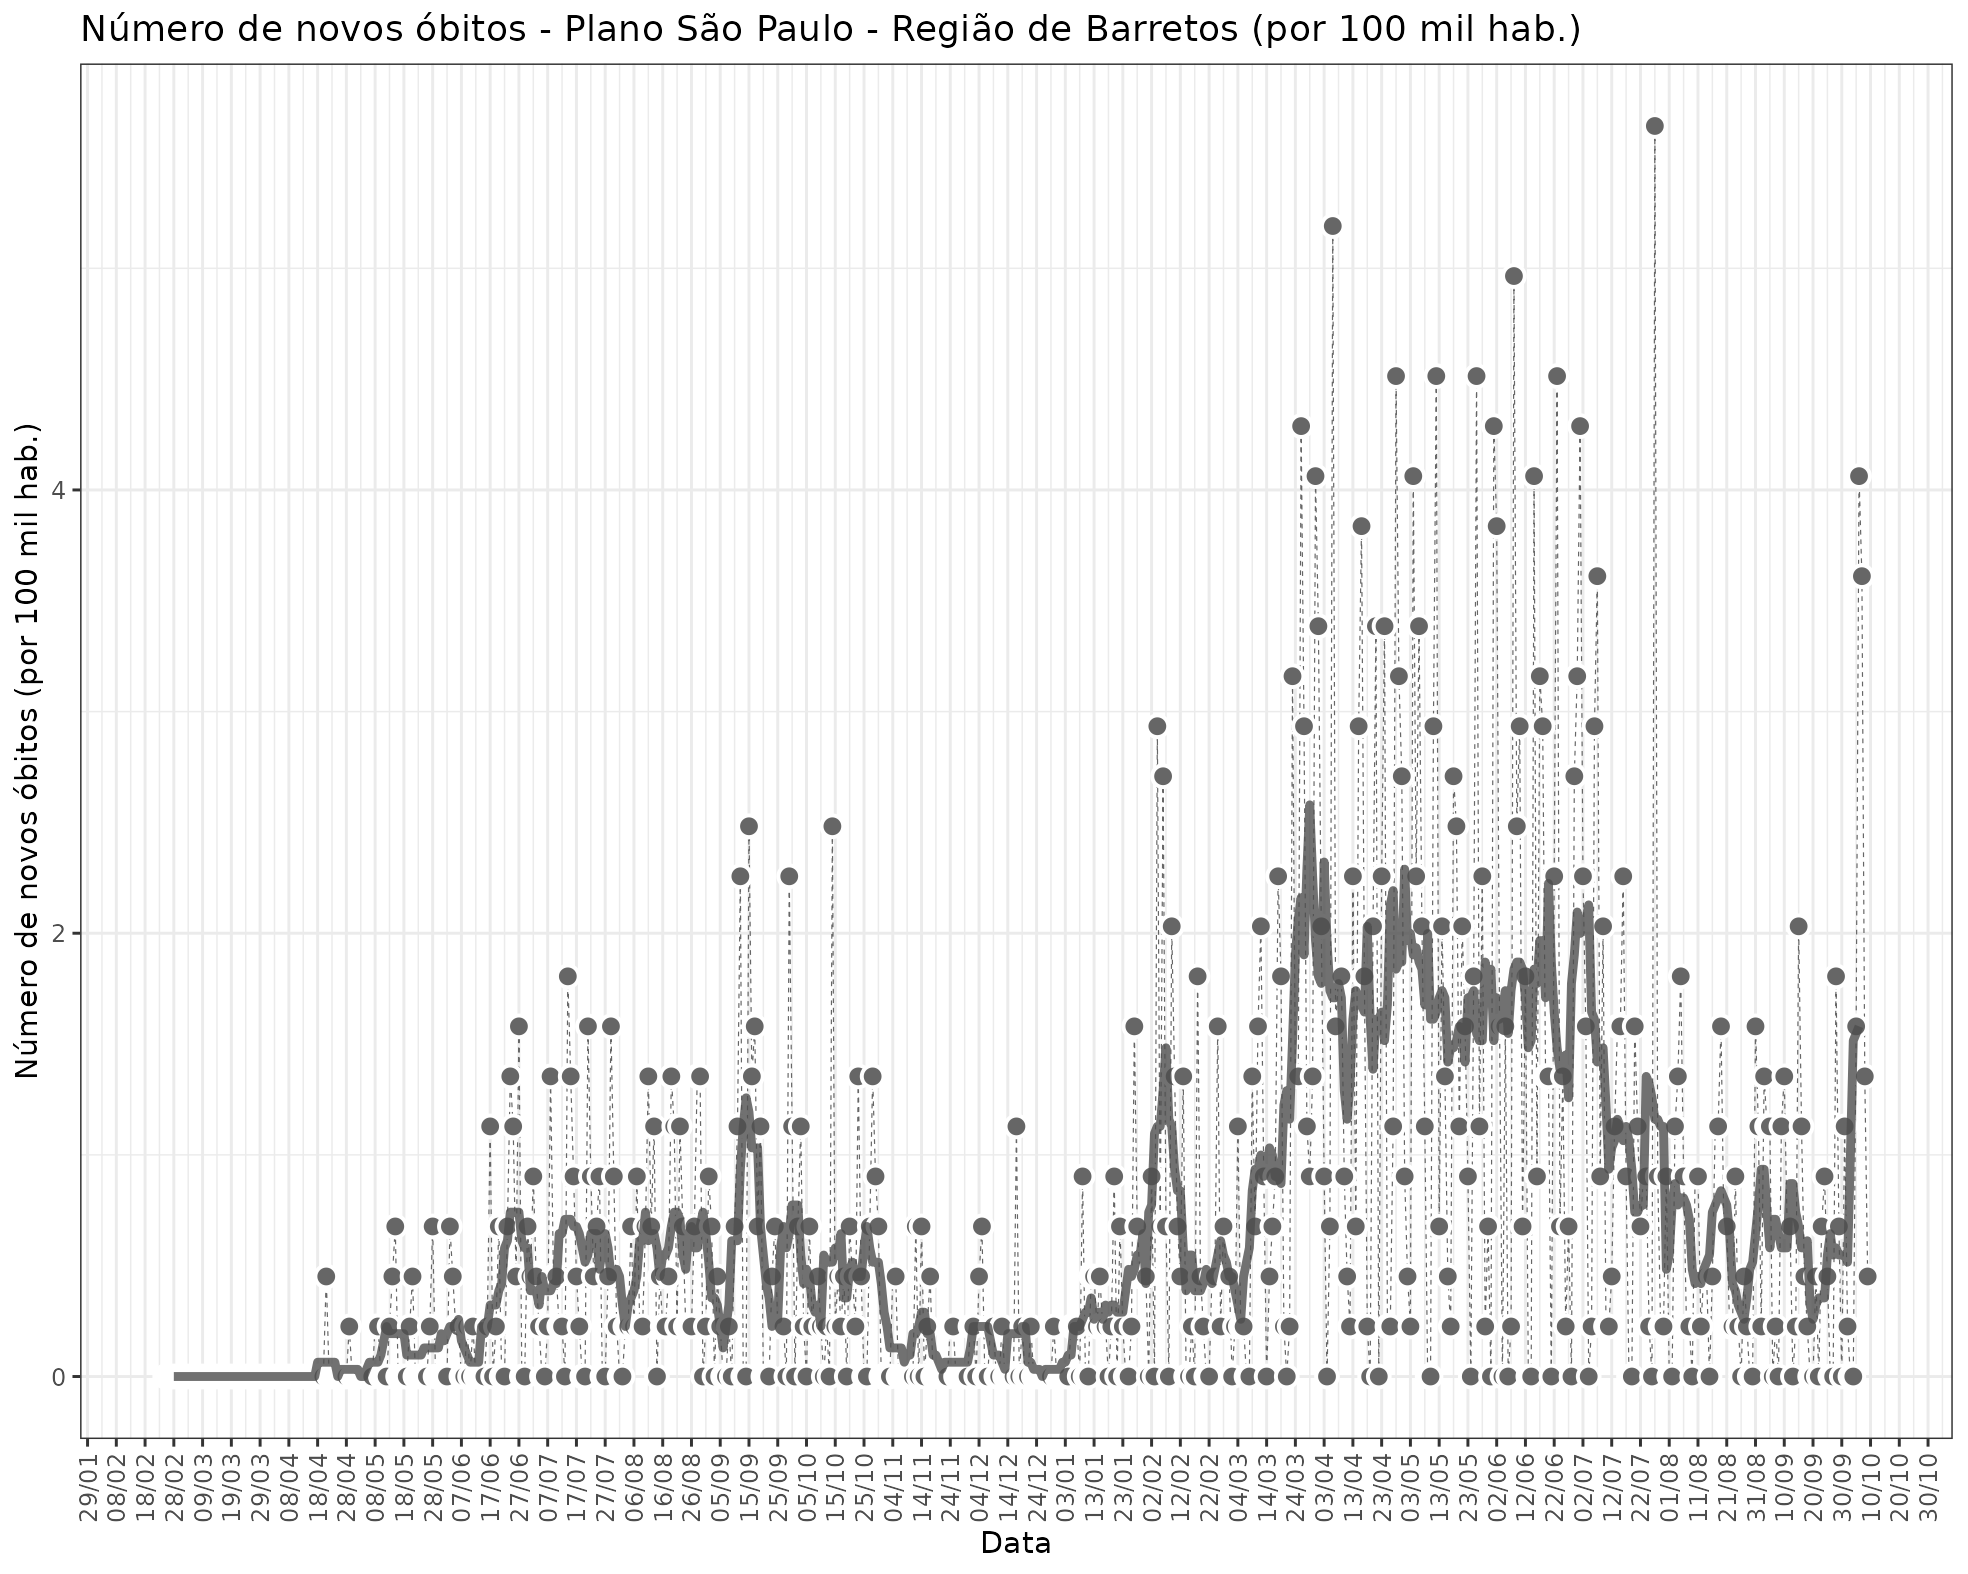 Número de novos óbitos - Plano São Paulo - Região de Barretos (por 100 mil hab.)
Número de novos óbitos (por 100 mil hab.)
4
2
0
29/01 08/02 18/02 28/02 09/03 19/03 29/03 08/04 18/04 28/04 08/05 18/05 28/05 07/06 17/06 27/06 07/07 17/07 27/07 06/08 16/08 26/08 05/09 15/09 25/09 05/10 15/10 25/10 04/11 14/11 24/11 04/12 14/12 24/12 03/01 13/01 23/01 02/02 12/02 22/02 04/03 14/03 24/03 03/04 13/04 23/04 03/05 13/05 23/05 02/06 12/06 22/06 02/07 12/07 22/07 01/08 11/08 21/08 31/08 10/09 20/09 30/09 10/10 20/10 30/10
Data